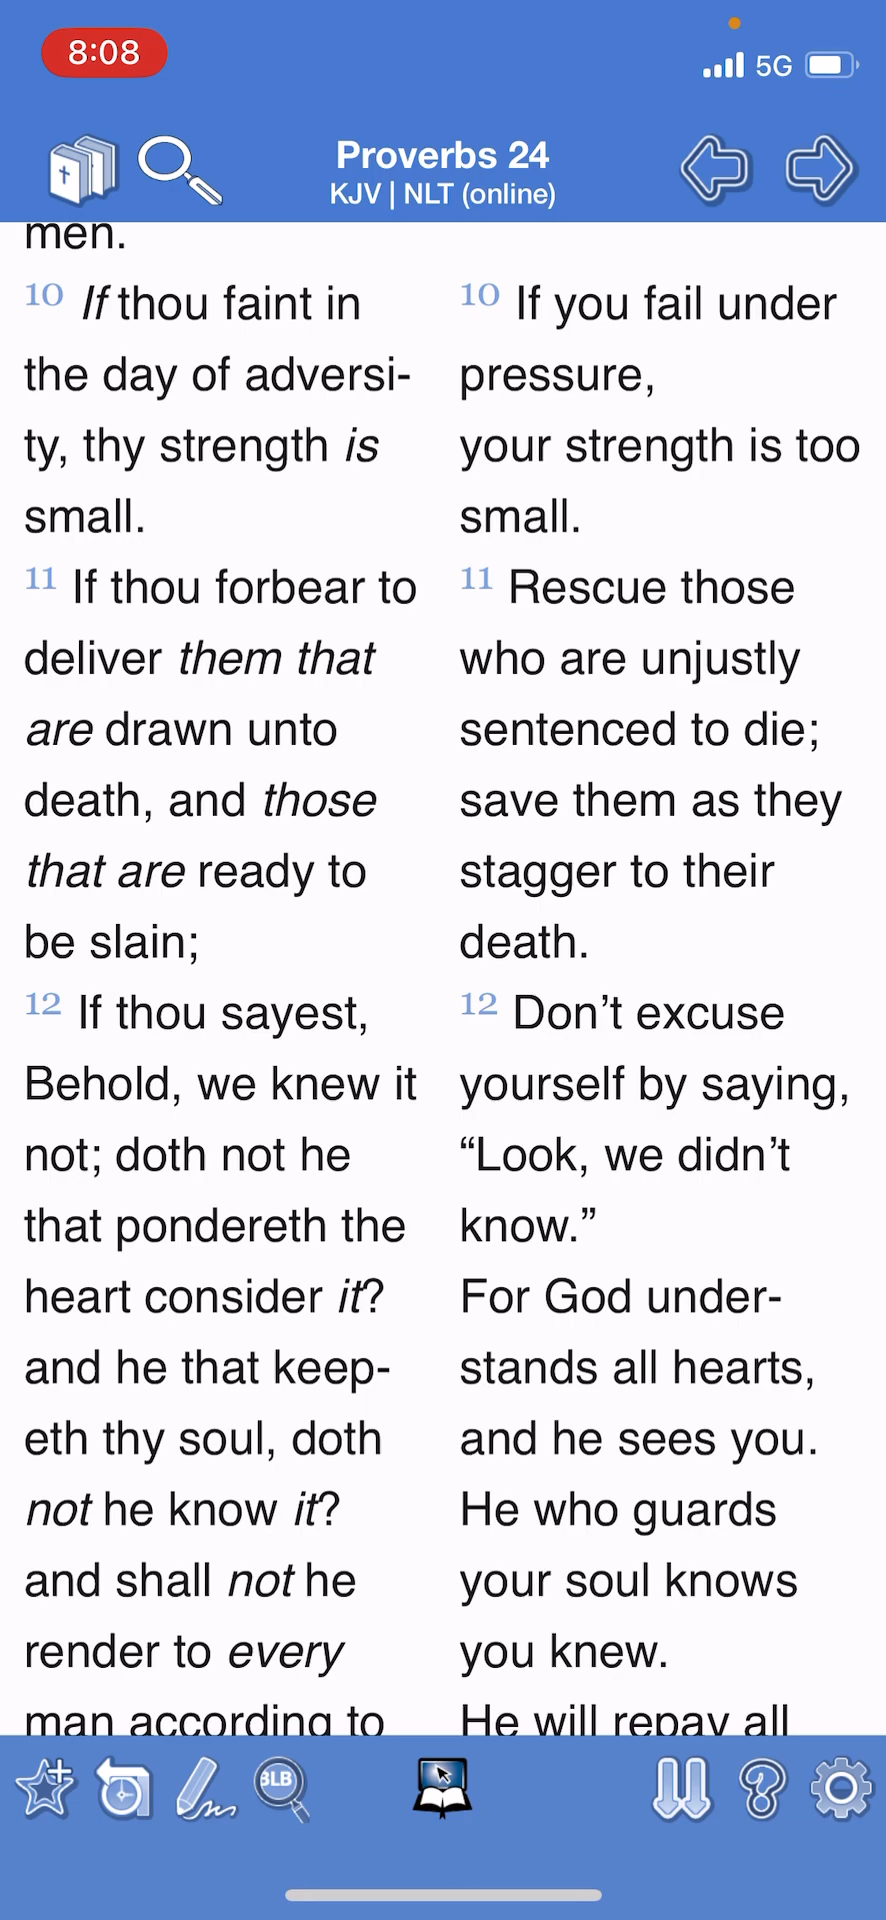 8:08
5G
Proverbs 24
KJV | NLT (online)
men.
10 If thou faint in
the day of adversi-
ty, thy strength is
small.
11 If thou forbear to
deliver them that
are drawn unto
death, and those
that are ready to
be slain;
12 If thou sayest,
Behold, we knew it
not; doth not he
that pondereth the
heart consider it?
and he that keep-
eth thy soul, doth
not he know it?
and shall not he
render to every
man according to
10 If you fail under
pressure,
your strength is too
small.
11 Rescue those
who are unjustly
sentenced to die;
save them as they
stagger to their
death.
12 Don’t excuse
yourself by saying,
“Look, we didn’t
know.”
For God under-
stands all hearts,
and he sees you.
He who guards
your soul knows
you knew.
He will repay all
BLB